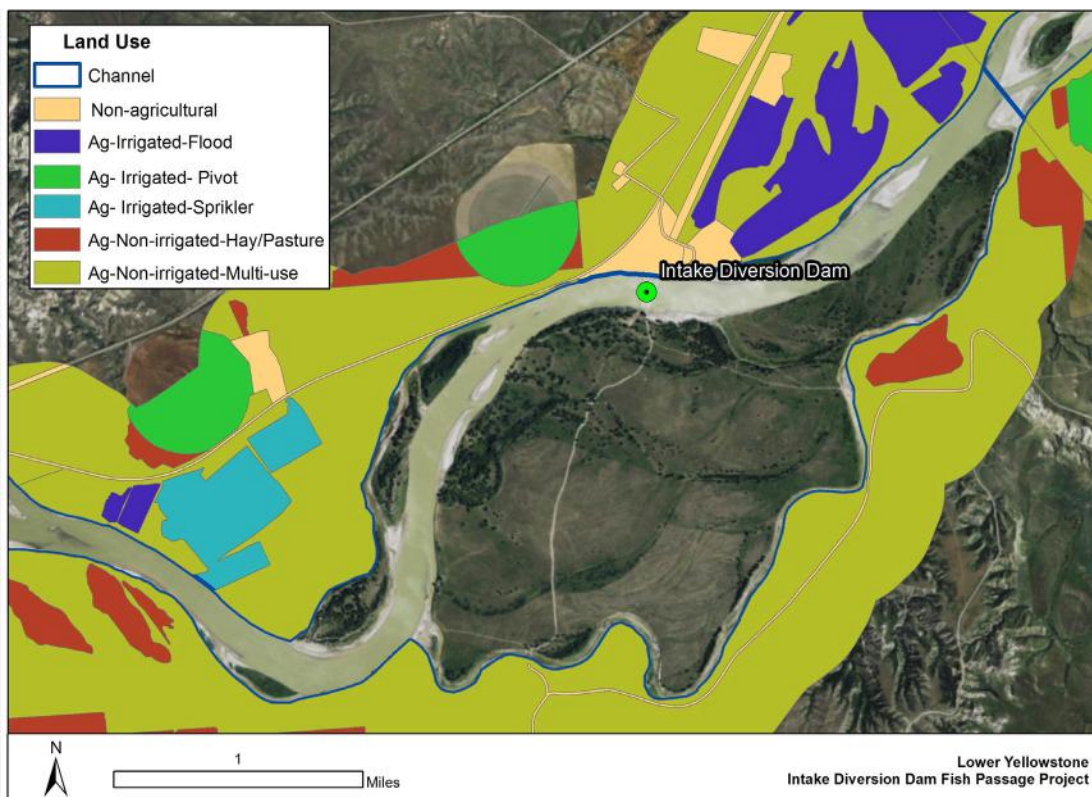 Land Use
Channel
Non-agricultural
Ag-Irrigated-Flood
Ag- Irrigated- Pivot
Ag- Irrigated-Sprikler
Ag-Non-irrigated-Hay/Pasture
Ag-Non-irrigated-Multi-use
Intake Diversion Dam
N
1
Miles
Lower Yellowstone
Intake Diversion Dam Fish Passage Project